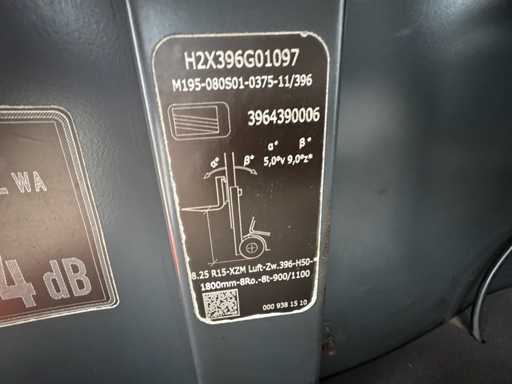 H2X396G01097
M195-080S01-0375-11/396
3964390006
α° β°
5,0°v 9,0°z*
α° β°
8.25 R15-XZM Luft-Zw.396-H50-*
1800mm-8Ro.-8t-900/1100
000 938 15 10
L WA
4 dB